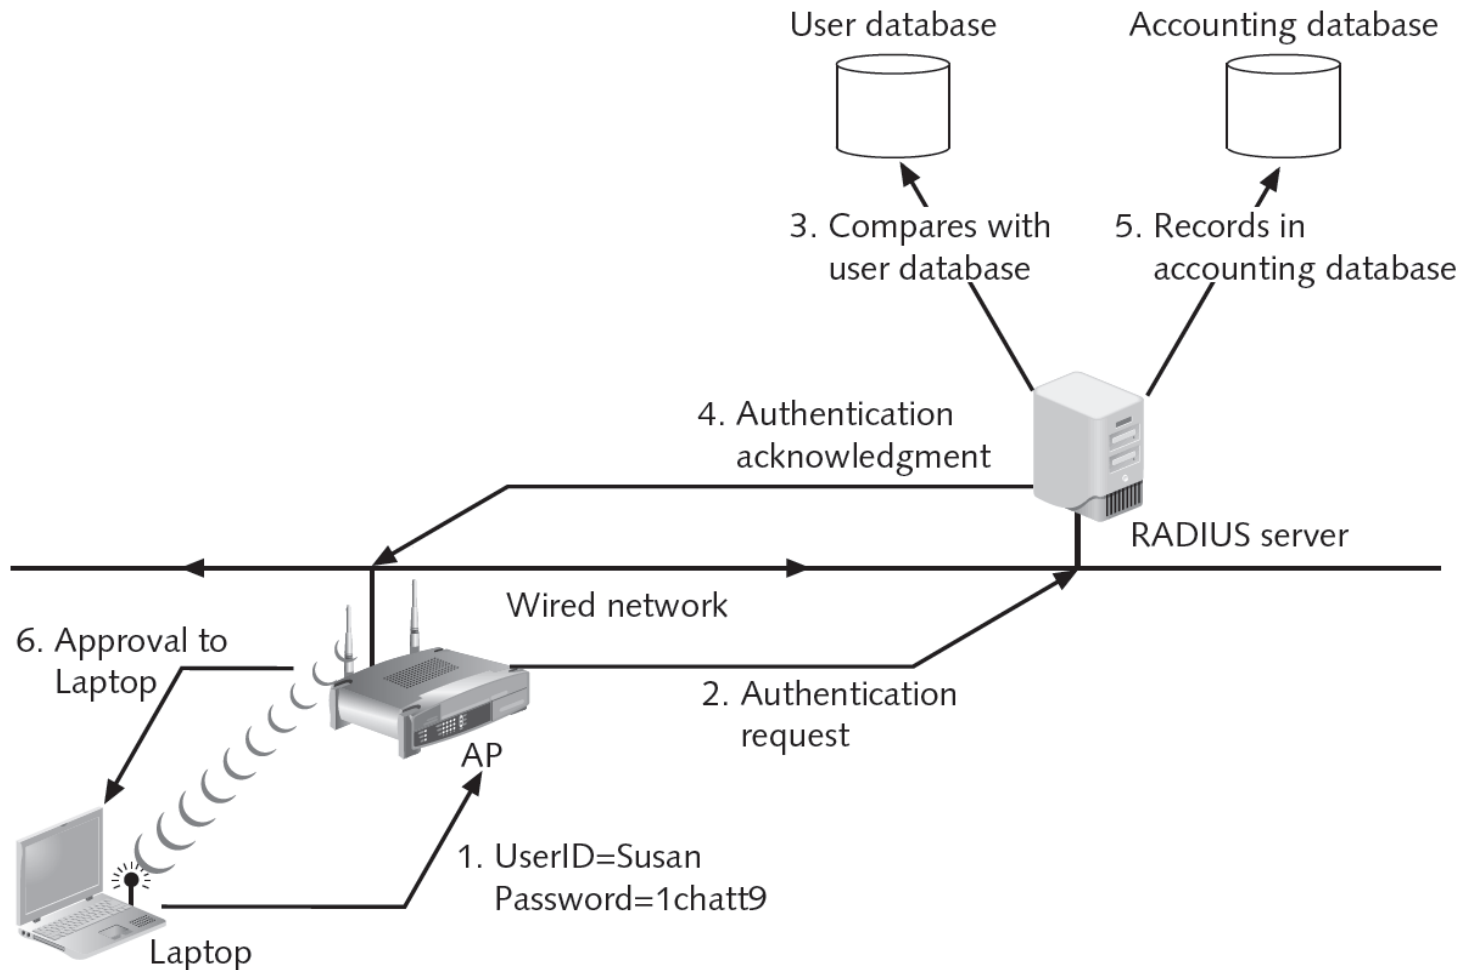 User database
Accounting database
3. Compares with
user database
5. Records in
accounting database
4. Authentication
acknowledgment
RADIUS server
Wired network
6. Approval to
Laptop
2. Authentication
request
AP
1. UserID=Susan
Password=1chatt9
Laptop